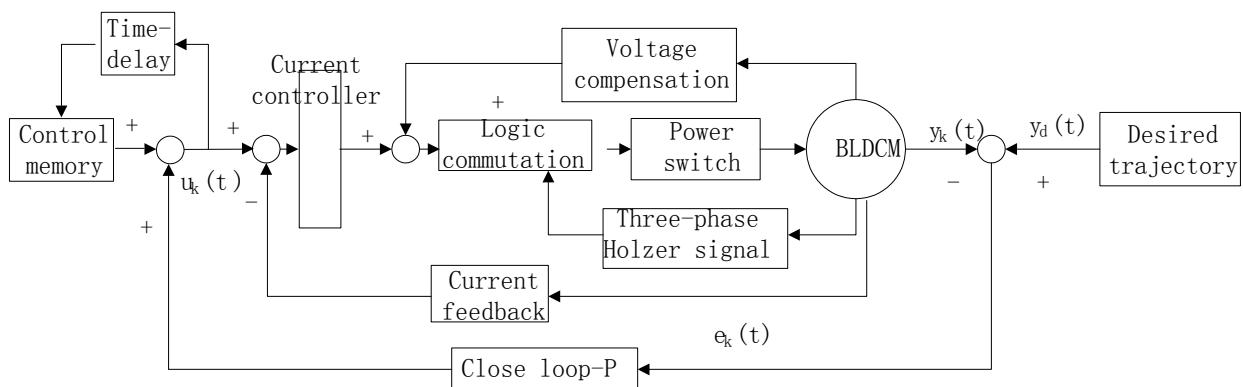 Time-
delay
Current
controller
Voltage
compensation
Control
memory
+
+
+
+
Logic
commutation
Power
switch
BLDCM
yk(t)
yd(t)
Desired
trajectory
uk(t)
−
−
+
+
Three-phase
Holzer signal
Current
feedback
ek(t)
Close loop-P